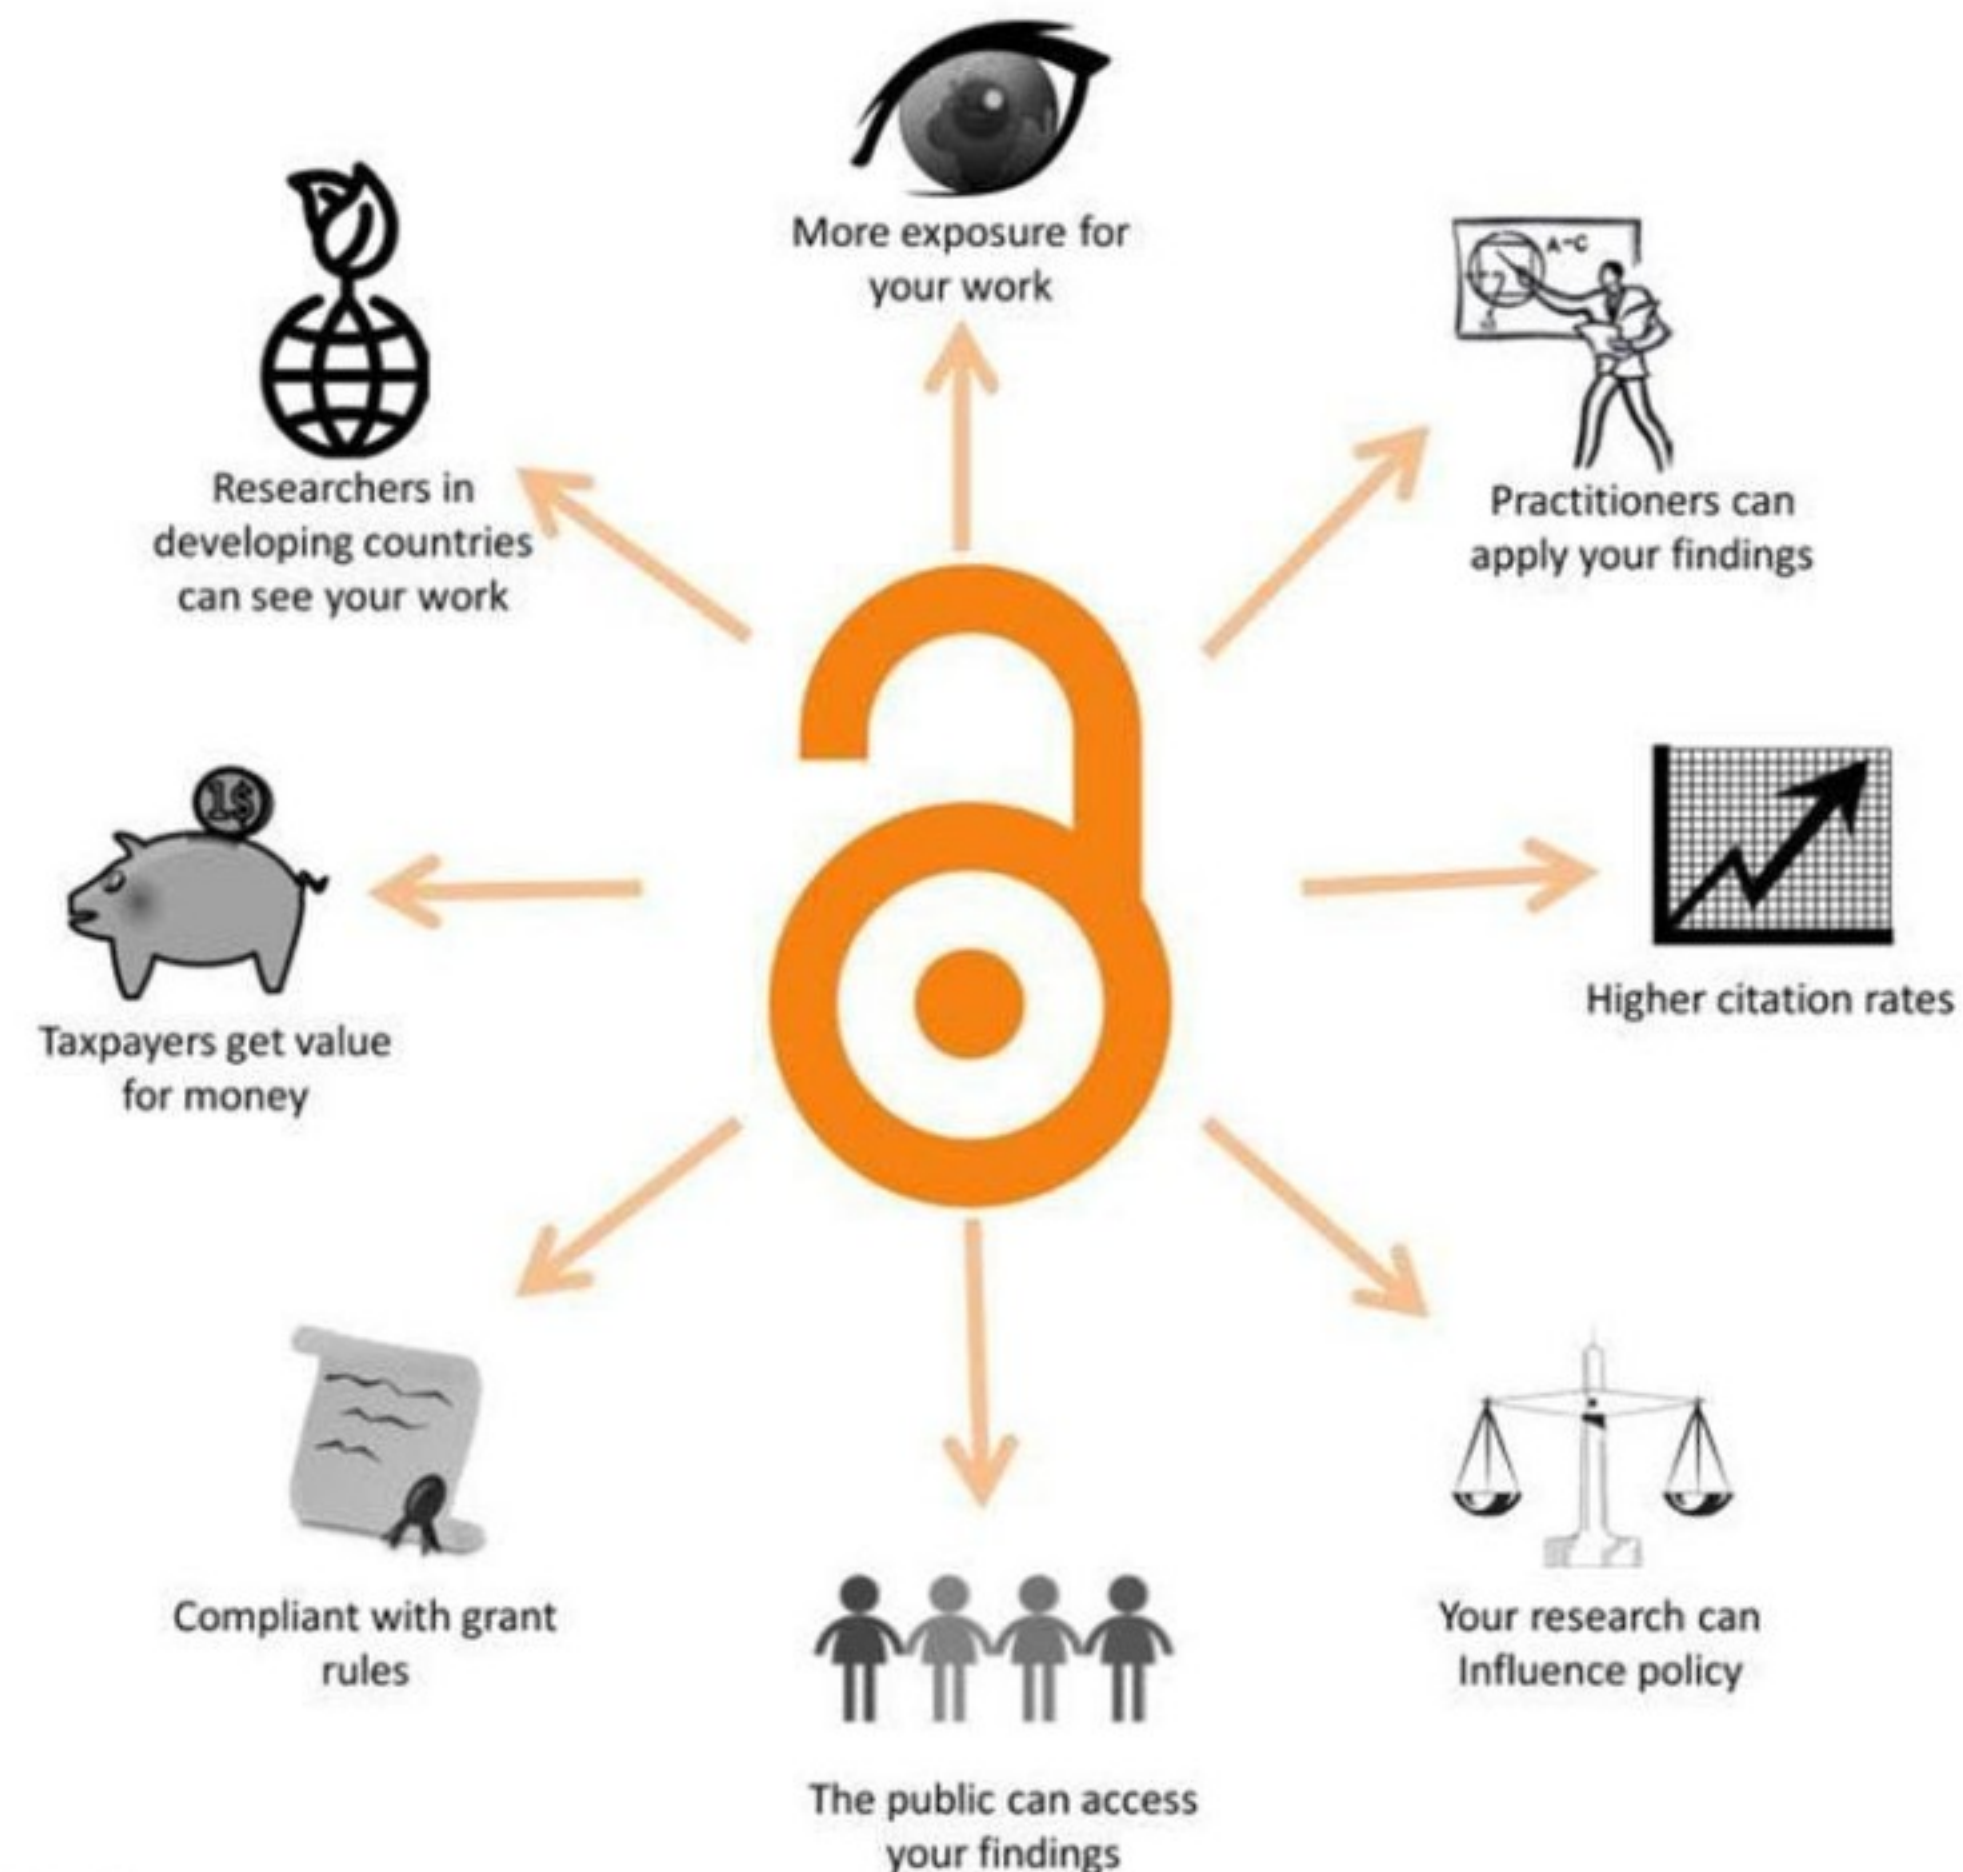 More exposure for
your work
A-C
Practitioners can
apply your findings
Higher citation rates
Your research can
Influence policy
The public can access
your findings
Compliant with grant
rules
1$
Taxpayers get value
for money
Researchers in
developing countries
can see your work